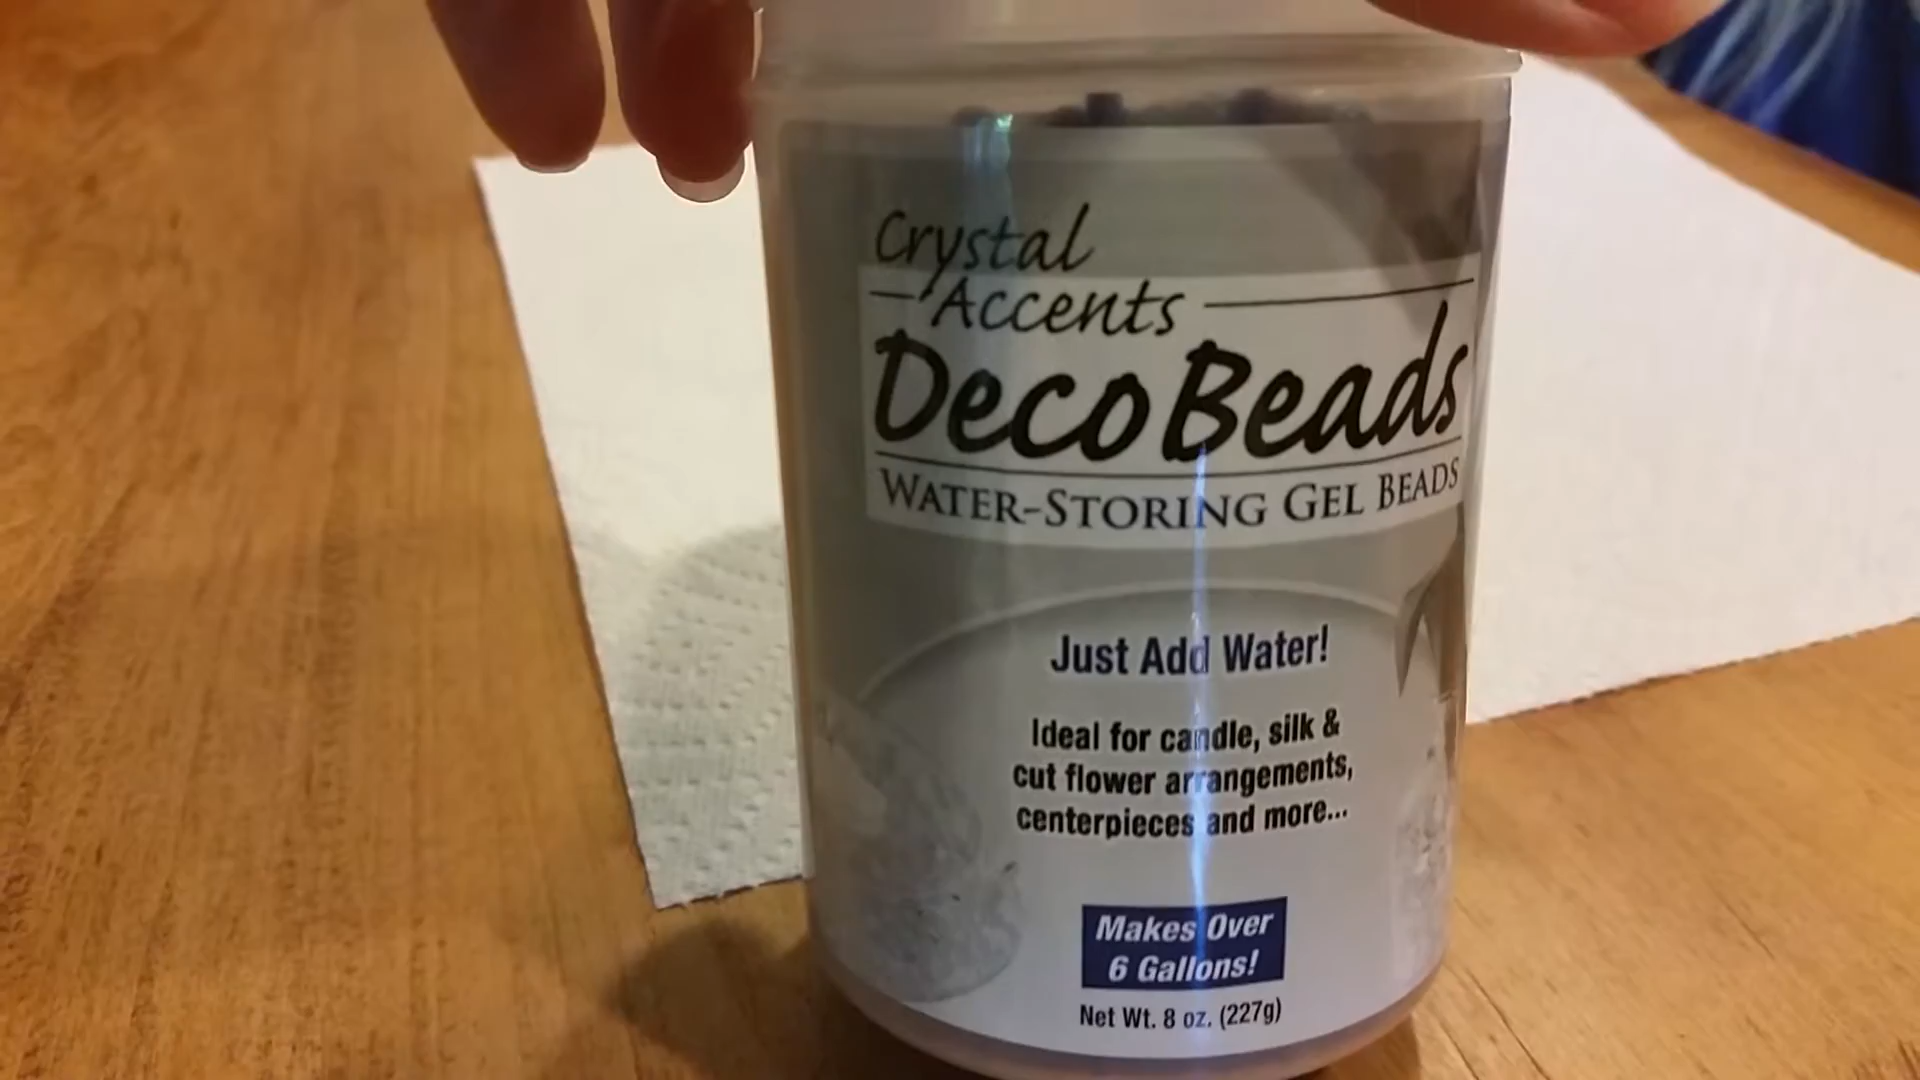 Crystal
Accents
DecoBeads
WATER-STORING GEL BEADS
Just Add Water!
Ideal for candle, silk &
cut flower arrangements,
centerpieces and more...
Makes Over
6 Gallons!
Net Wt. 8 oz. (227g)